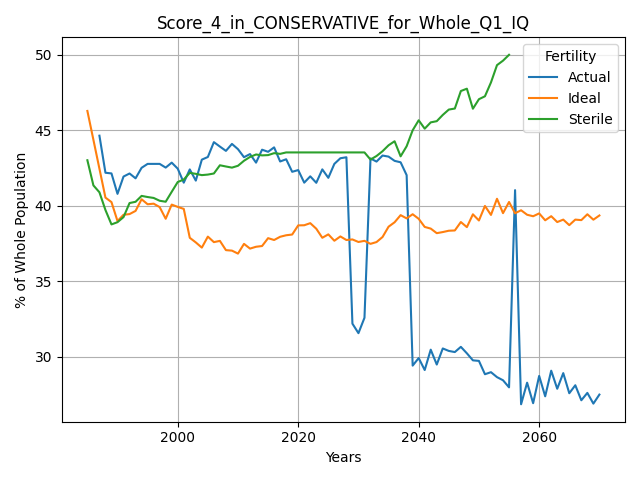 Score_4_in_CONSERVATIVE_for_Whole_Q1_IQ
Fertility
Actual
Ideal
Sterile
% of Whole Population
50
45
40
35
30
2000
2020
2040
2060
Years